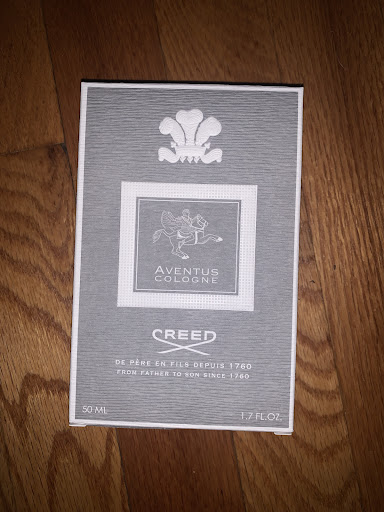 AVENTUS
COLOGNE
CREED
DE PÈRE EN FILS DEPUIS 1760
FROM FATHER TO SON SINCE 1760
50 ML 1.7 FL.OZ.